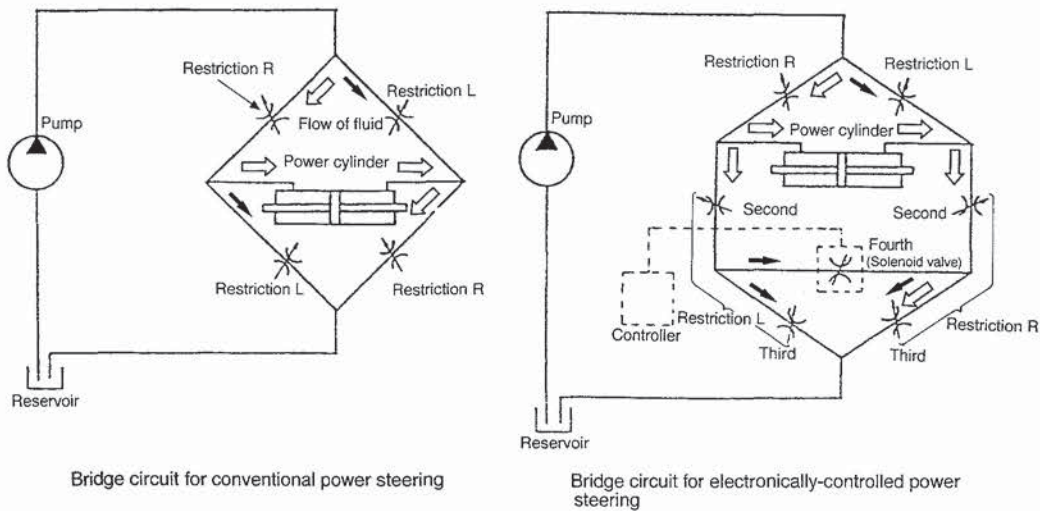 Restriction R
Restriction L
Pump
Flow of fluid
Power cylinder
Restriction L
Restriction R
Reservoir
Bridge circuit for conventional power steering
Restriction R
Restriction L
Pump
Power cylinder
Second
Second
Fourth
(Solenoid valve)
Controller
Restriction L
Restriction R
Third
Third
Reservoir
Bridge circuit for electronically-controlled power
steering